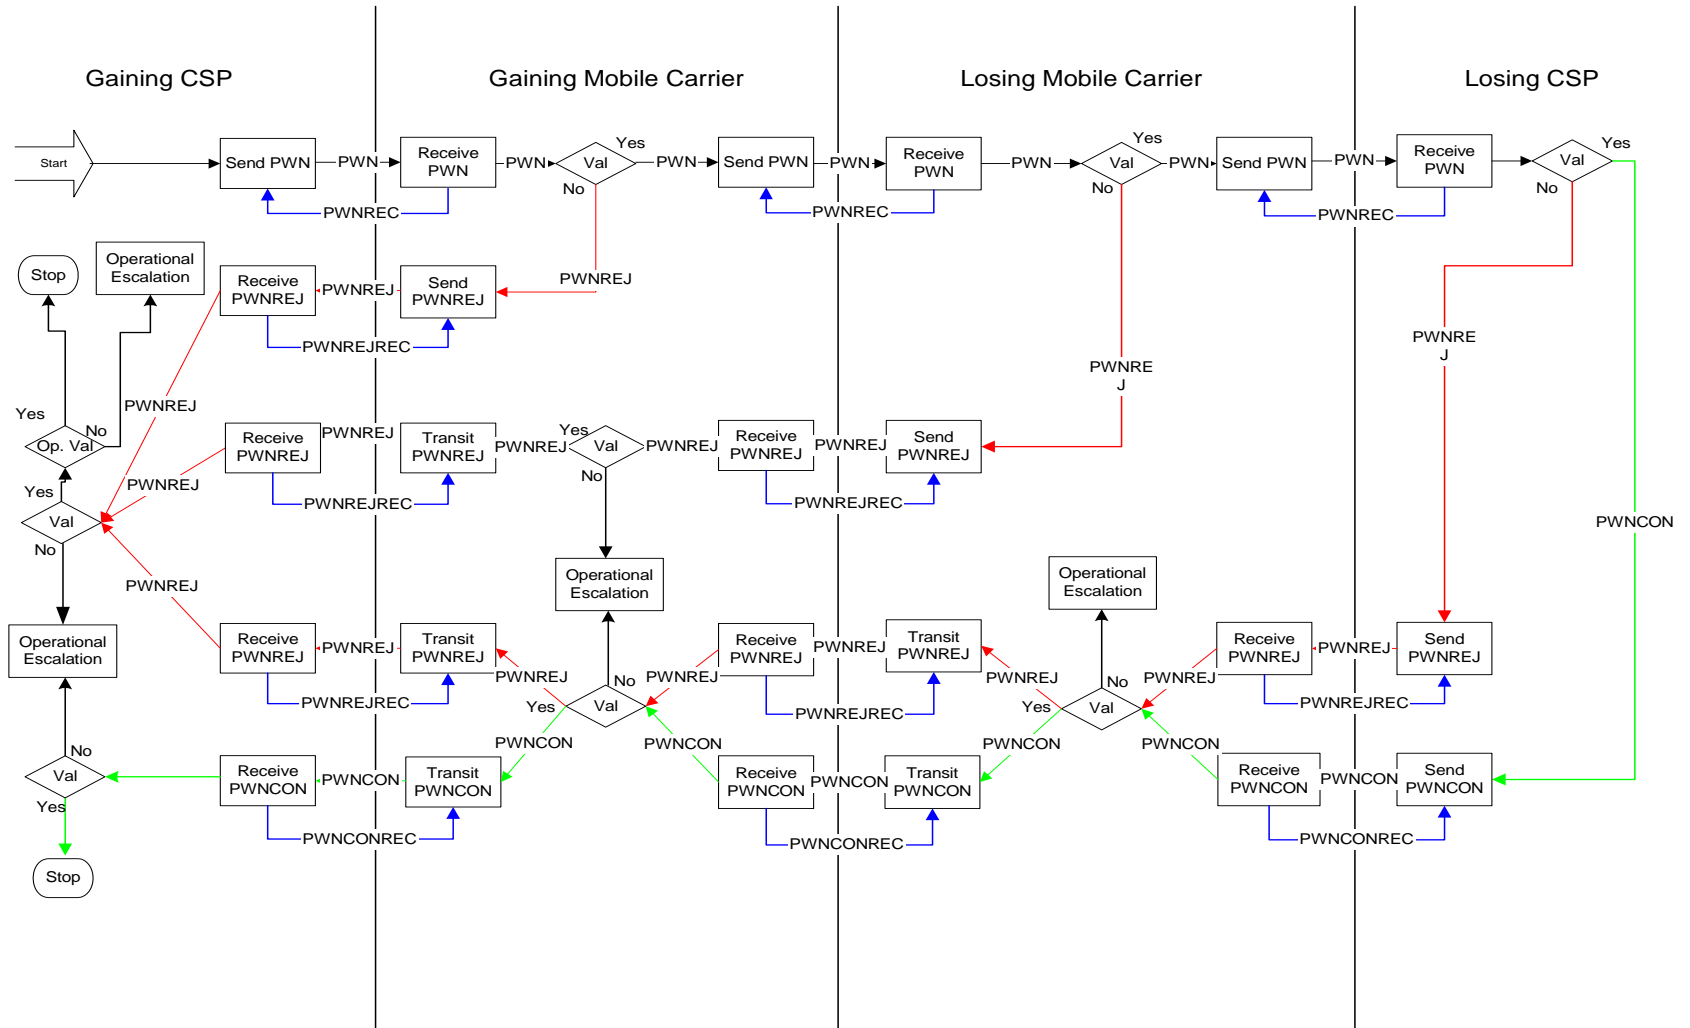 Gaining CSP
Gaining Mobile Carrier
Losing Mobile Carrier
Losing CSP
Start
Send PWN
PWN
Receive
PWN
PWN
Val
Yes
No
PWN
Send PWN
PWN
Receive
PWN
PWN
Val
Yes
No
PWN
Send PWN
PWN
Receive
PWN
Val
Yes
No
PWNREC
PWNREC
PWNREC
Stop
Operational
Escalation
Receive
PWNREJ
PWNREJ
Send
PWNREJ
PWNREJ
PWNREJREC
PWNRE
J
PWNRE
J
PWNREJ
Yes
Op. Val
No
Receive
PWNREJ
PWNREJ
Transit
PWNREJ
PWNREJ
Yes
Val
No
PWNREJ
Receive
PWNREJ
PWNREJ
Send
PWNREJ
PWNREJ
PWNREJREC
PWNREJREC
Yes
Val
No
PWNCON
PWNREJ
Operational
Escalation
Operational
Escalation
Operational
Escalation
Receive
PWNREJ
PWNREJ
Transit
PWNREJ
PWNREJ
Receive
PWNREJ
PWNREJ
PWNREJ
Transit
PWNREJ
PWNREJ
Receive
PWNREJ
PWNREJ
PWNREJ
Send
PWNREJ
PWNREJREC
No
Yes
Val
PWNREJREC
No
Yes
Val
PWNREJREC
No
Val
Yes
Receive
PWNCON
PWNCON
Transit
PWNCON
PWNCON
PWNCON
Receive
PWNCON
PWNCON
Transit
PWNCON
PWNCON
PWNCON
Receive
PWNCON
PWNCON
Send
PWNCON
PWNCONREC
PWNCONREC
PWNCONREC
Stop